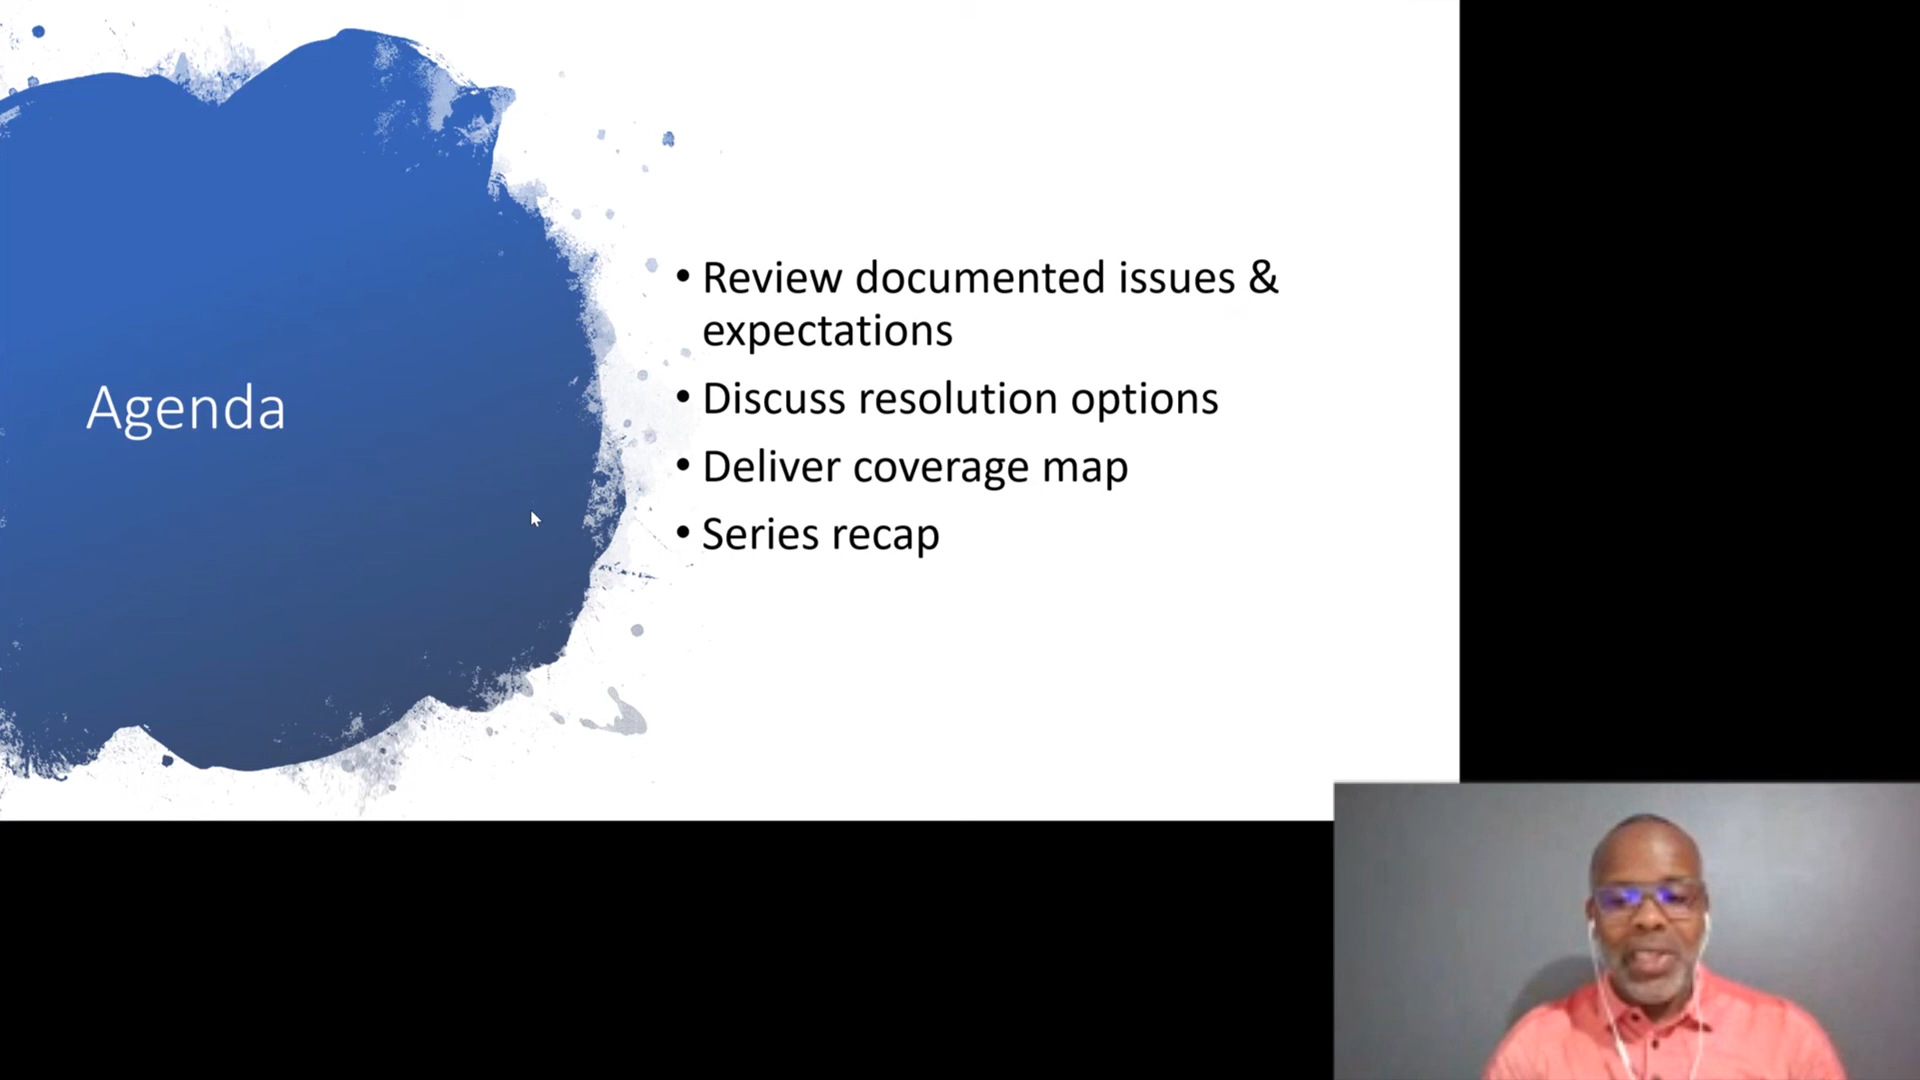 Agenda
• Review documented issues &
expectations
• Discuss resolution options
• Deliver coverage map
• Series recap